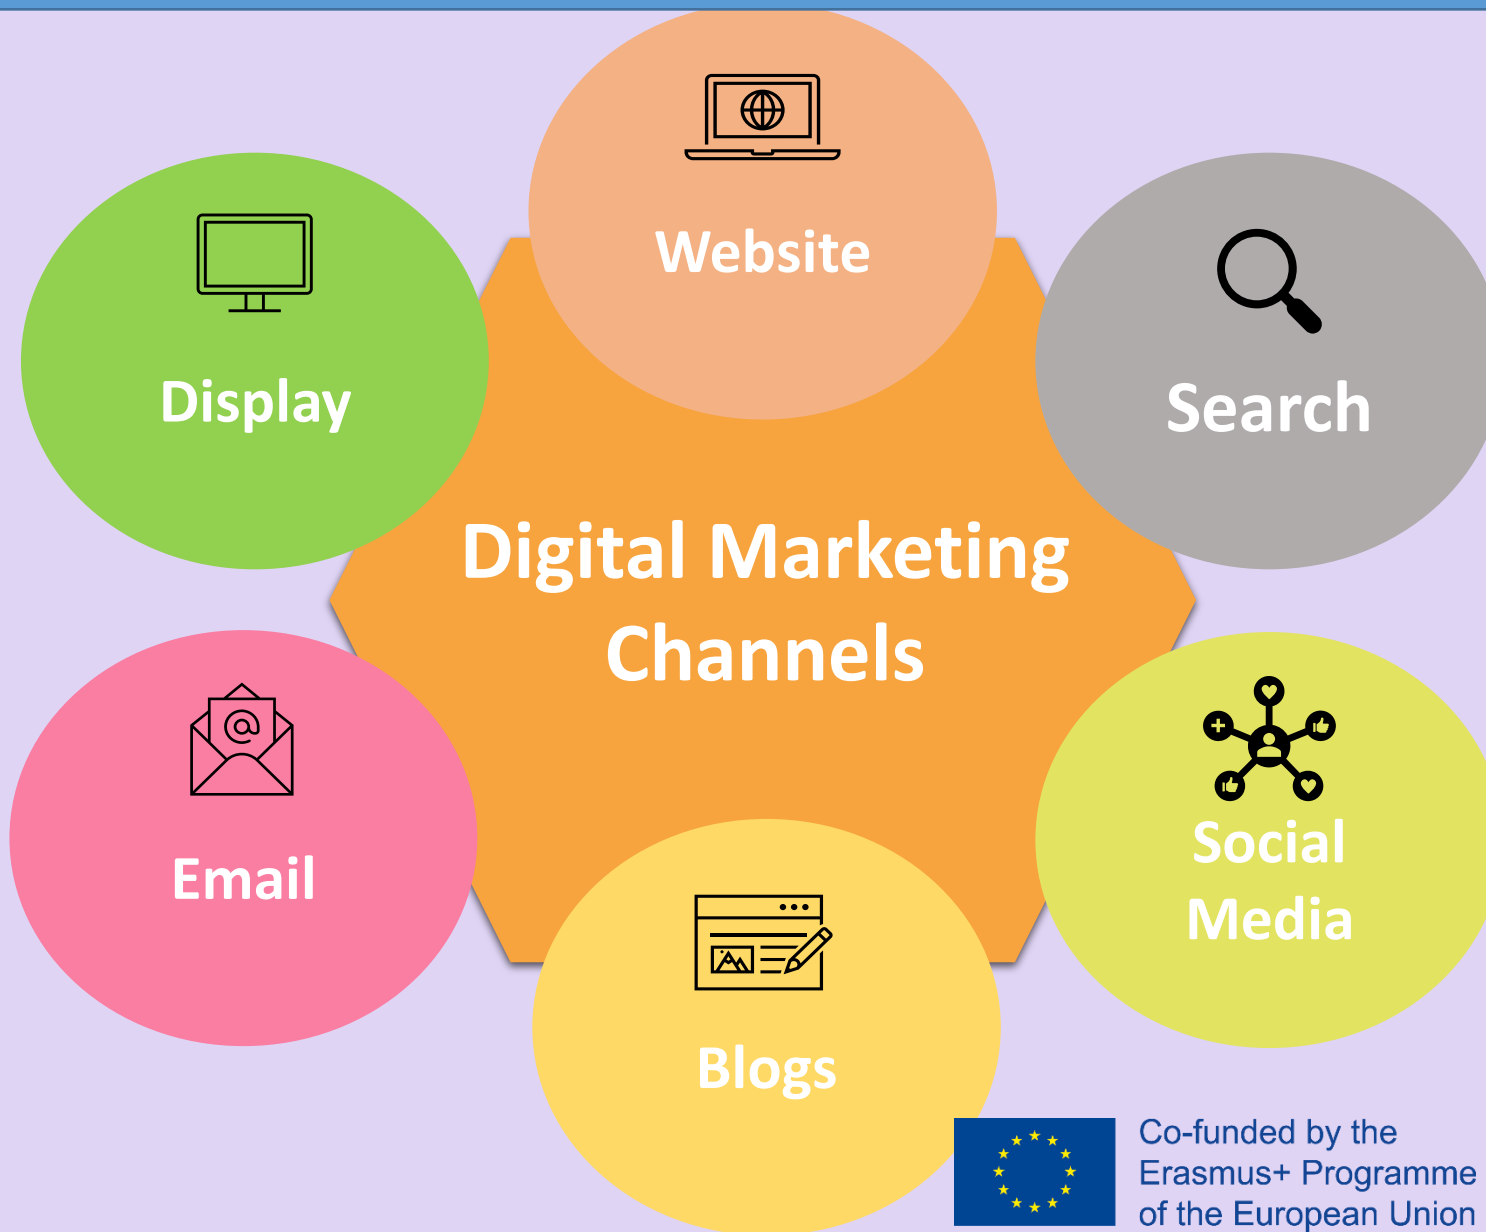 Website
Display
Search
Digital Marketing
Channels
Email
Social
Media
Blogs
Co-funded by the
Erasmus+ Programme
of the European Union